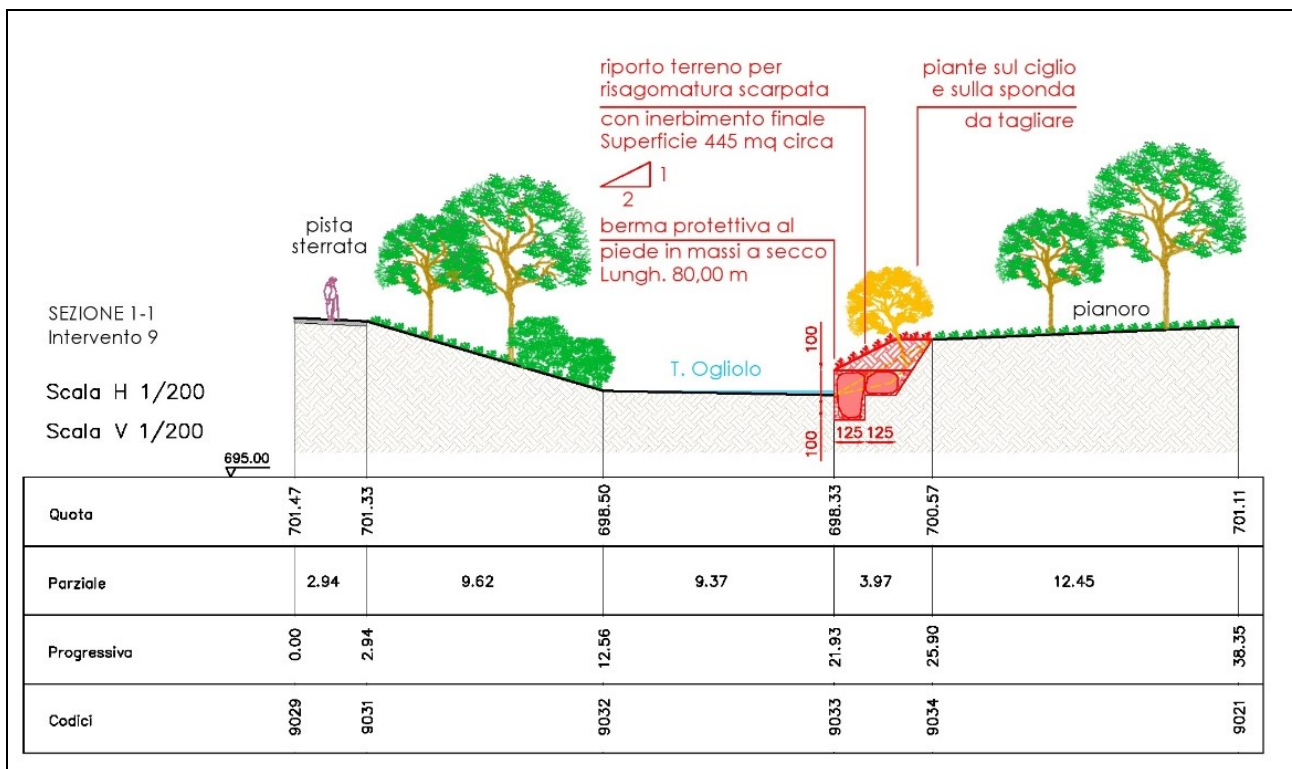 riporto terreno per
risagomatura scarpata
con inerbimento finale
Superficie 445 mq circa
1
2
berma protettiva al
piede in massi a secco
Lungh. 80,00 m
piante sul ciglio
e sulla sponda
da tagliare
pista
sterrata
pianoro
SEZIONE 1-1
Intervento 9
Scala H 1/200
Scala V 1/200
T. Ogliolo
100
100
125 125
695.00
Quota 701.47 701.33 698.50 698.33 700.57 701.11
Parziale 2.94 9.62 9.37 3.97 12.45
Progressiva 0.00 2.94 12.56 21.93 25.90 38.35
Codici 9029 9031 9032 9033 9034 9021